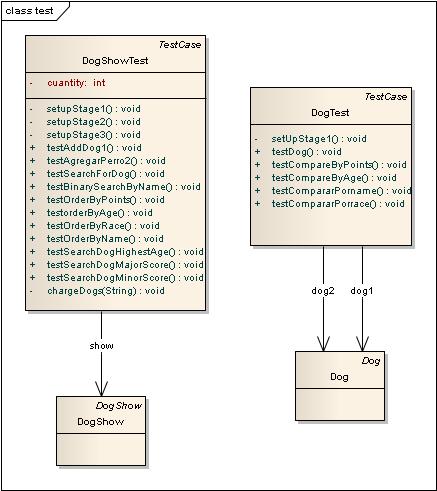 class test
TestCase
DogShowTest
- cuantity: int
- setupStage1() : void
- setupStage2() : void
- setupStage3() : void
+ testAddDog1() : void
+ testAgregarPerro2() : void
+ testSearchForDog() : void
+ testBinarySearchByName() : void
+ testOrderByPoints() : void
+ testorderByAge() : void
+ testOrderByRace() : void
+ testOrderByName() : void
+ testSearchDogHighestAge() : void
+ testSearchDogMajorScore() : void
+ testSearchDogMinorScore() : void
- chargeDogs(String) : void
show
DogShow
DogShow
TestCase
DogTest
- setUpStage1() : void
+ testDog() : void
+ testCompareByPoints() : void
+ testCompareByAge() : void
+ testCompararPorname() : void
+ testCompararPorrace() : void
dog2
dog1
Dog
Dog